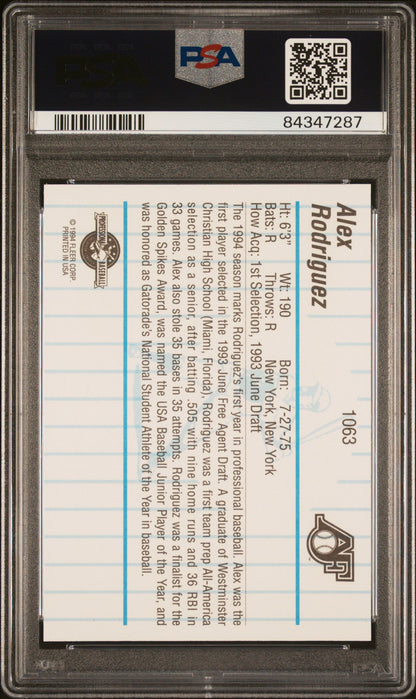 PSA
84347287
1063
Alex
Rodriguez
AF
Ht: 6'3" Wt: 190 Born: 7-27-75
Bats: R Throws: R New York, New York
How Acq: 1st Selection, 1993 June Draft
The 1994 season marks Rodriguez's first year in professional baseball. Alex was the
first player selected in the 1993 June Free Agent Draft. A graduate of Westminster
Christian High School (Miami, Florida), Rodriguez was a first team prep All-America
selection as a senior, after batting .505 with nine home runs and 36 RBI in
33 games. Alex also stole 35 bases in 35 attempts. Rodriguez was a finalist for the
Golden Spikes Award, was named the USA Baseball Junior Player of the Year, and
was honored as Gatorade's National Student Athlete of the Year in baseball.
PROFESSIONAL BASEBALL
© 1994 FLEER CORP.
PRINTED IN USA